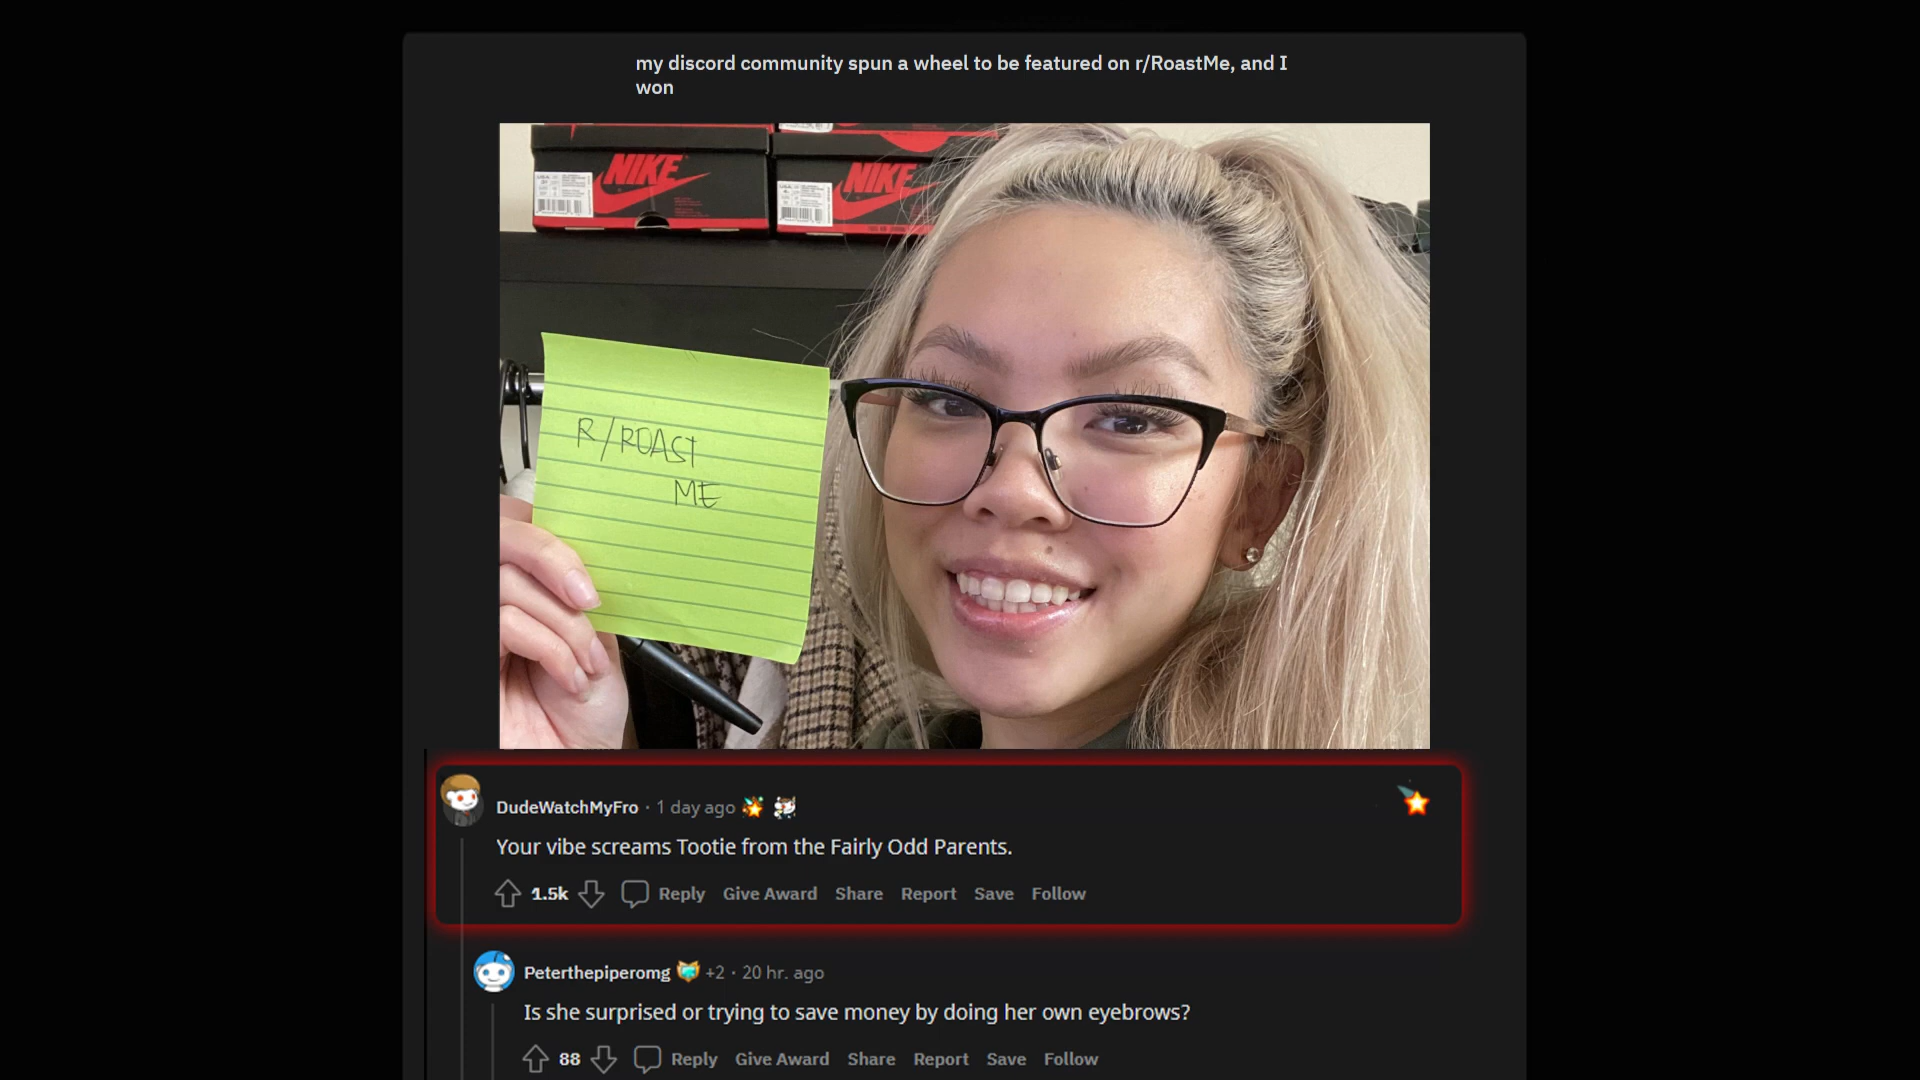 my discord community spun a wheel to be featured on r/RoastMe, and I
won
NIKE
NIKE
R/ROAST
ME
DudeWatchMyFro · 1 day ago
Your vibe screams Tootie from the Fairly Odd Parents.
1.5k Reply Give Award Share Report Save Follow
Peterthepiperomg +2 · 20 hr. ago
Is she surprised or trying to save money by doing her own eyebrows?
88 Reply Give Award Share Report Save Follow